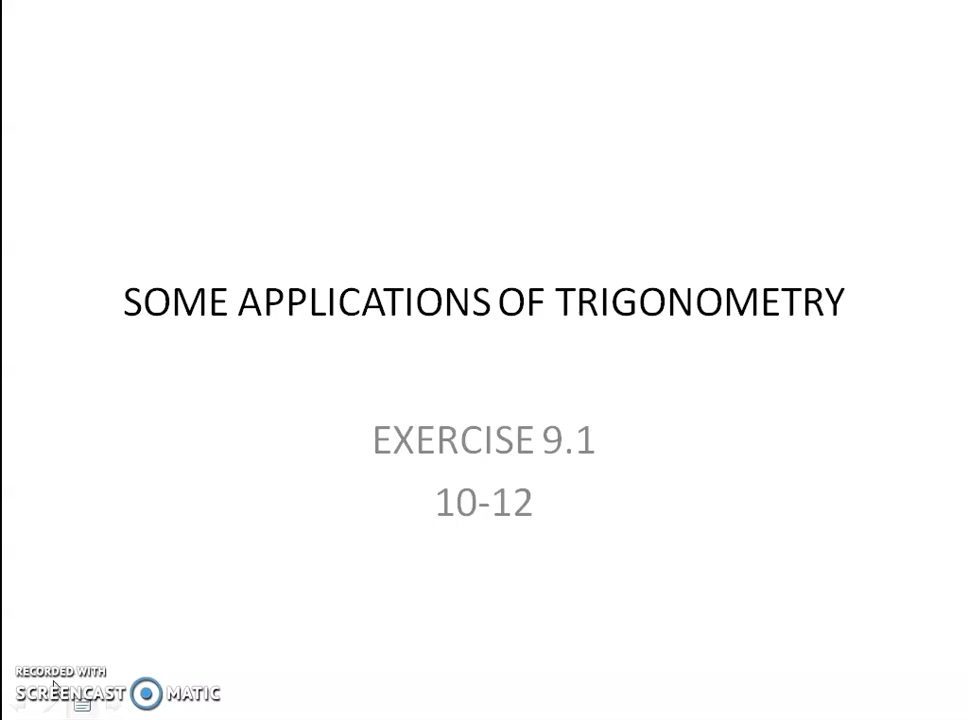 SOME APPLICATIONS OF TRIGONOMETRY
EXERCISE 9.1
10-12
RECORDED WITH
SCREENCAST MATIC